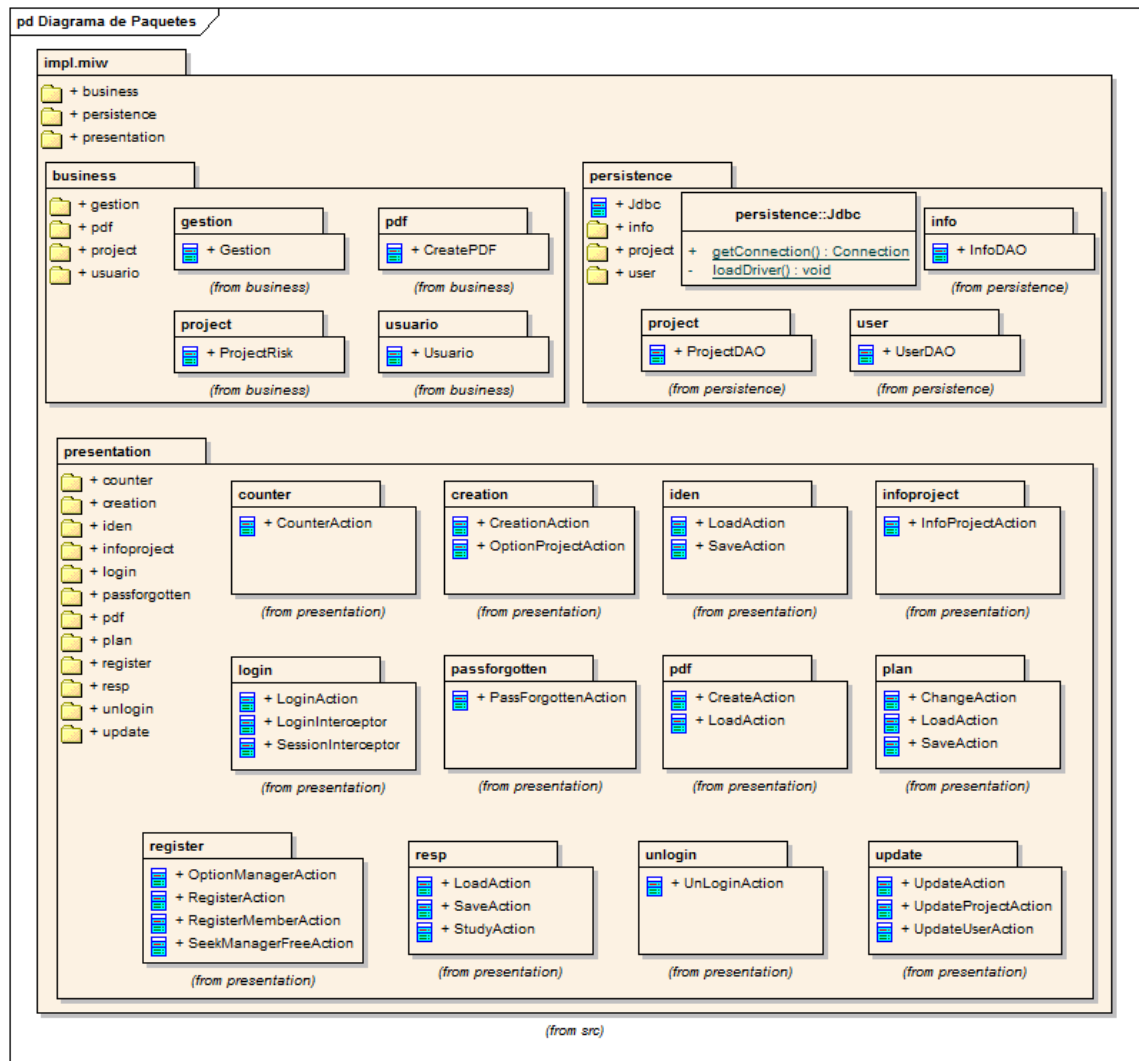 pd Diagrama de Paquetes
impl.miw
+ business
+ persistence
+ presentation
business
+ gestion
+ pdf
+ project
+ usuario
gestion
+ Gestion
(from business)
pdf
+ CreatePDF
(from business)
project
+ ProjectRisk
(from business)
usuario
+ Usuario
(from business)
persistence
+ Jdbc
+ info
+ project
+ user
persistence::Jdbc
+ getConnection() : Connection
- loadDriver() : void
info
+ InfoDAO
(from persistence)
project
+ ProjectDAO
(from persistence)
user
+ UserDAO
(from persistence)
presentation
+ counter
+ creation
+ iden
+ infoproject
+ login
+ passforgotten
+ pdf
+ plan
+ register
+ resp
+ unlogin
+ update
counter
+ CounterAction
(from presentation)
creation
+ CreationAction
+ OptionProjectAction
(from presentation)
iden
+ LoadAction
+ SaveAction
(from presentation)
infoproject
+ InfoProjectAction
(from presentation)
login
+ LoginAction
+ LoginInterceptor
+ SessionInterceptor
(from presentation)
passforgotten
+ PassForgottenAction
(from presentation)
pdf
+ CreateAction
+ LoadAction
(from presentation)
plan
+ ChangeAction
+ LoadAction
+ SaveAction
(from presentation)
register
+ OptionManagerAction
+ RegisterAction
+ RegisterMemberAction
+ SeekManagerFreeAction
(from presentation)
resp
+ LoadAction
+ SaveAction
+ StudyAction
(from presentation)
unlogin
+ UnLoginAction
(from presentation)
update
+ UpdateAction
+ UpdateProjectAction
+ UpdateUserAction
(from presentation)
(from src)